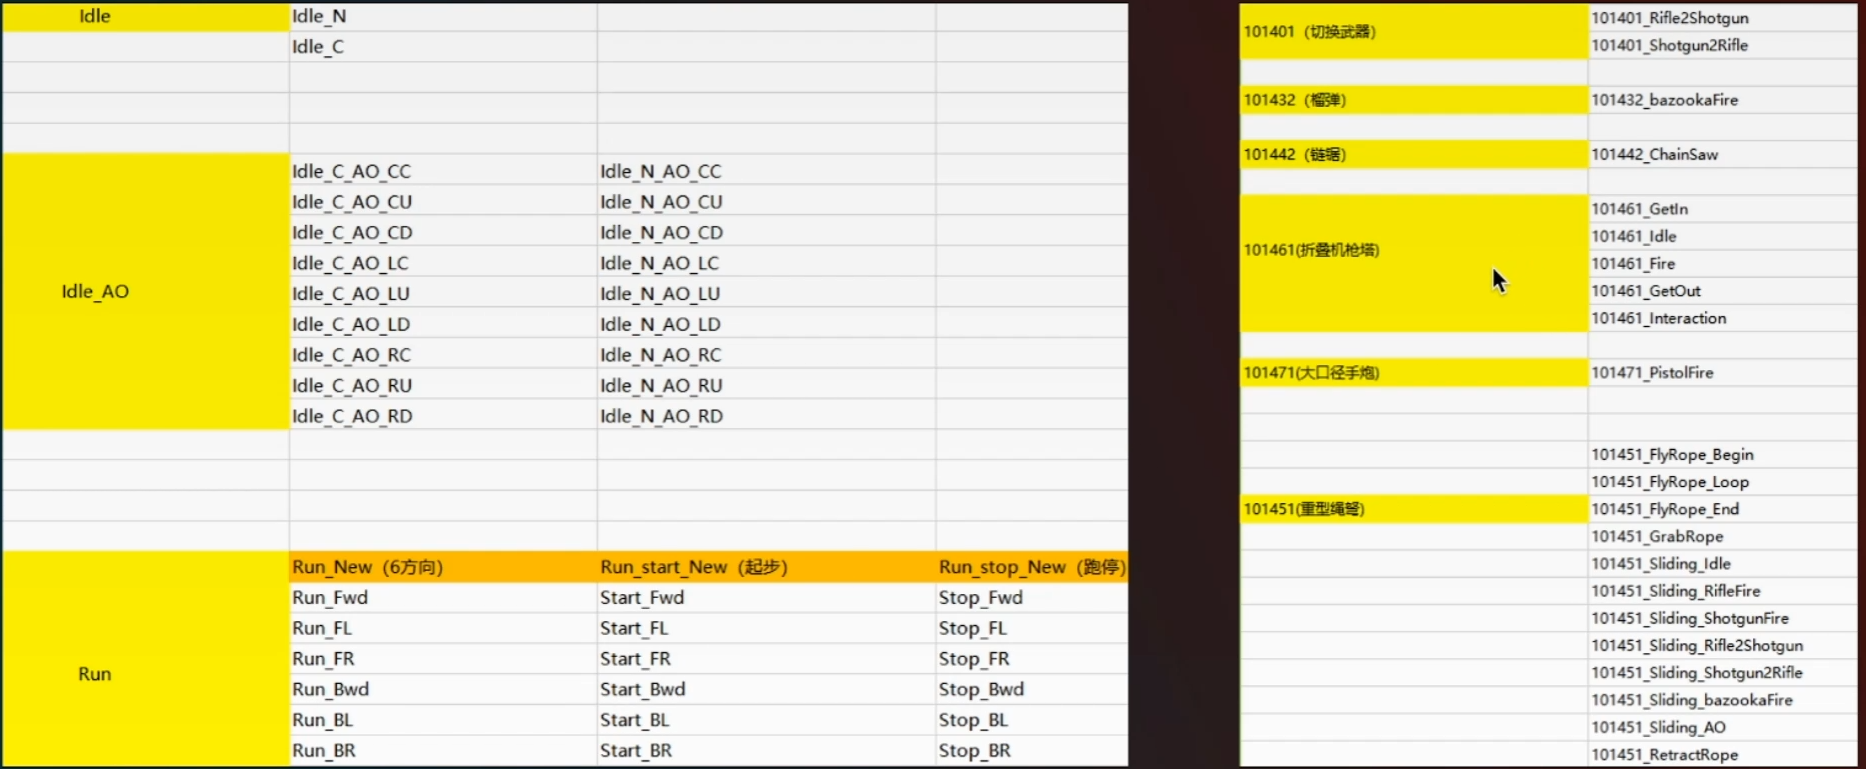 Idle Idle_N
Idle_C
Idle_AO
Idle_C_AO_CC Idle_N_AO_CC
Idle_C_AO_CU Idle_N_AO_CU
Idle_C_AO_CD Idle_N_AO_CD
Idle_C_AO_LC Idle_N_AO_LC
Idle_C_AO_LU Idle_N_AO_LU
Idle_C_AO_LD Idle_N_AO_LD
Idle_C_AO_RC Idle_N_AO_RC
Idle_C_AO_RU Idle_N_AO_RU
Idle_C_AO_RD Idle_N_AO_RD
Run
Run_New（6方向） Run_start_New（起步） Run_stop_New（跑停）
Run_Fwd Start_Fwd Stop_Fwd
Run_FL Start_FL Stop_FL
Run_FR Start_FR Stop_FR
Run_Bwd Start_Bwd Stop_Bwd
Run_BL Start_BL Stop_BL
Run_BR Start_BR Stop_BR
101401（切换武器）
101401_Rifle2Shotgun
101401_Shotgun2Rifle
101432（榴弹） 101432_bazookaFire
101442（链锯） 101442_ChainSaw
101461(折叠机枪塔)
101461_GetIn
101461_Idle
101461_Fire
101461_GetOut
101461_Interaction
101471(大口径手炮) 101471_PistolFire
101451_FlyRope_Begin
101451_FlyRope_Loop
101451(重型绳弩) 101451_FlyRope_End
101451_GrabRope
101451_Sliding_Idle
101451_Sliding_RifleFire
101451_Sliding_ShotgunFire
101451_Sliding_Rifle2Shotgun
101451_Sliding_Shotgun2Rifle
101451_Sliding_bazookaFire
101451_Sliding_AO
101451_RetractRope